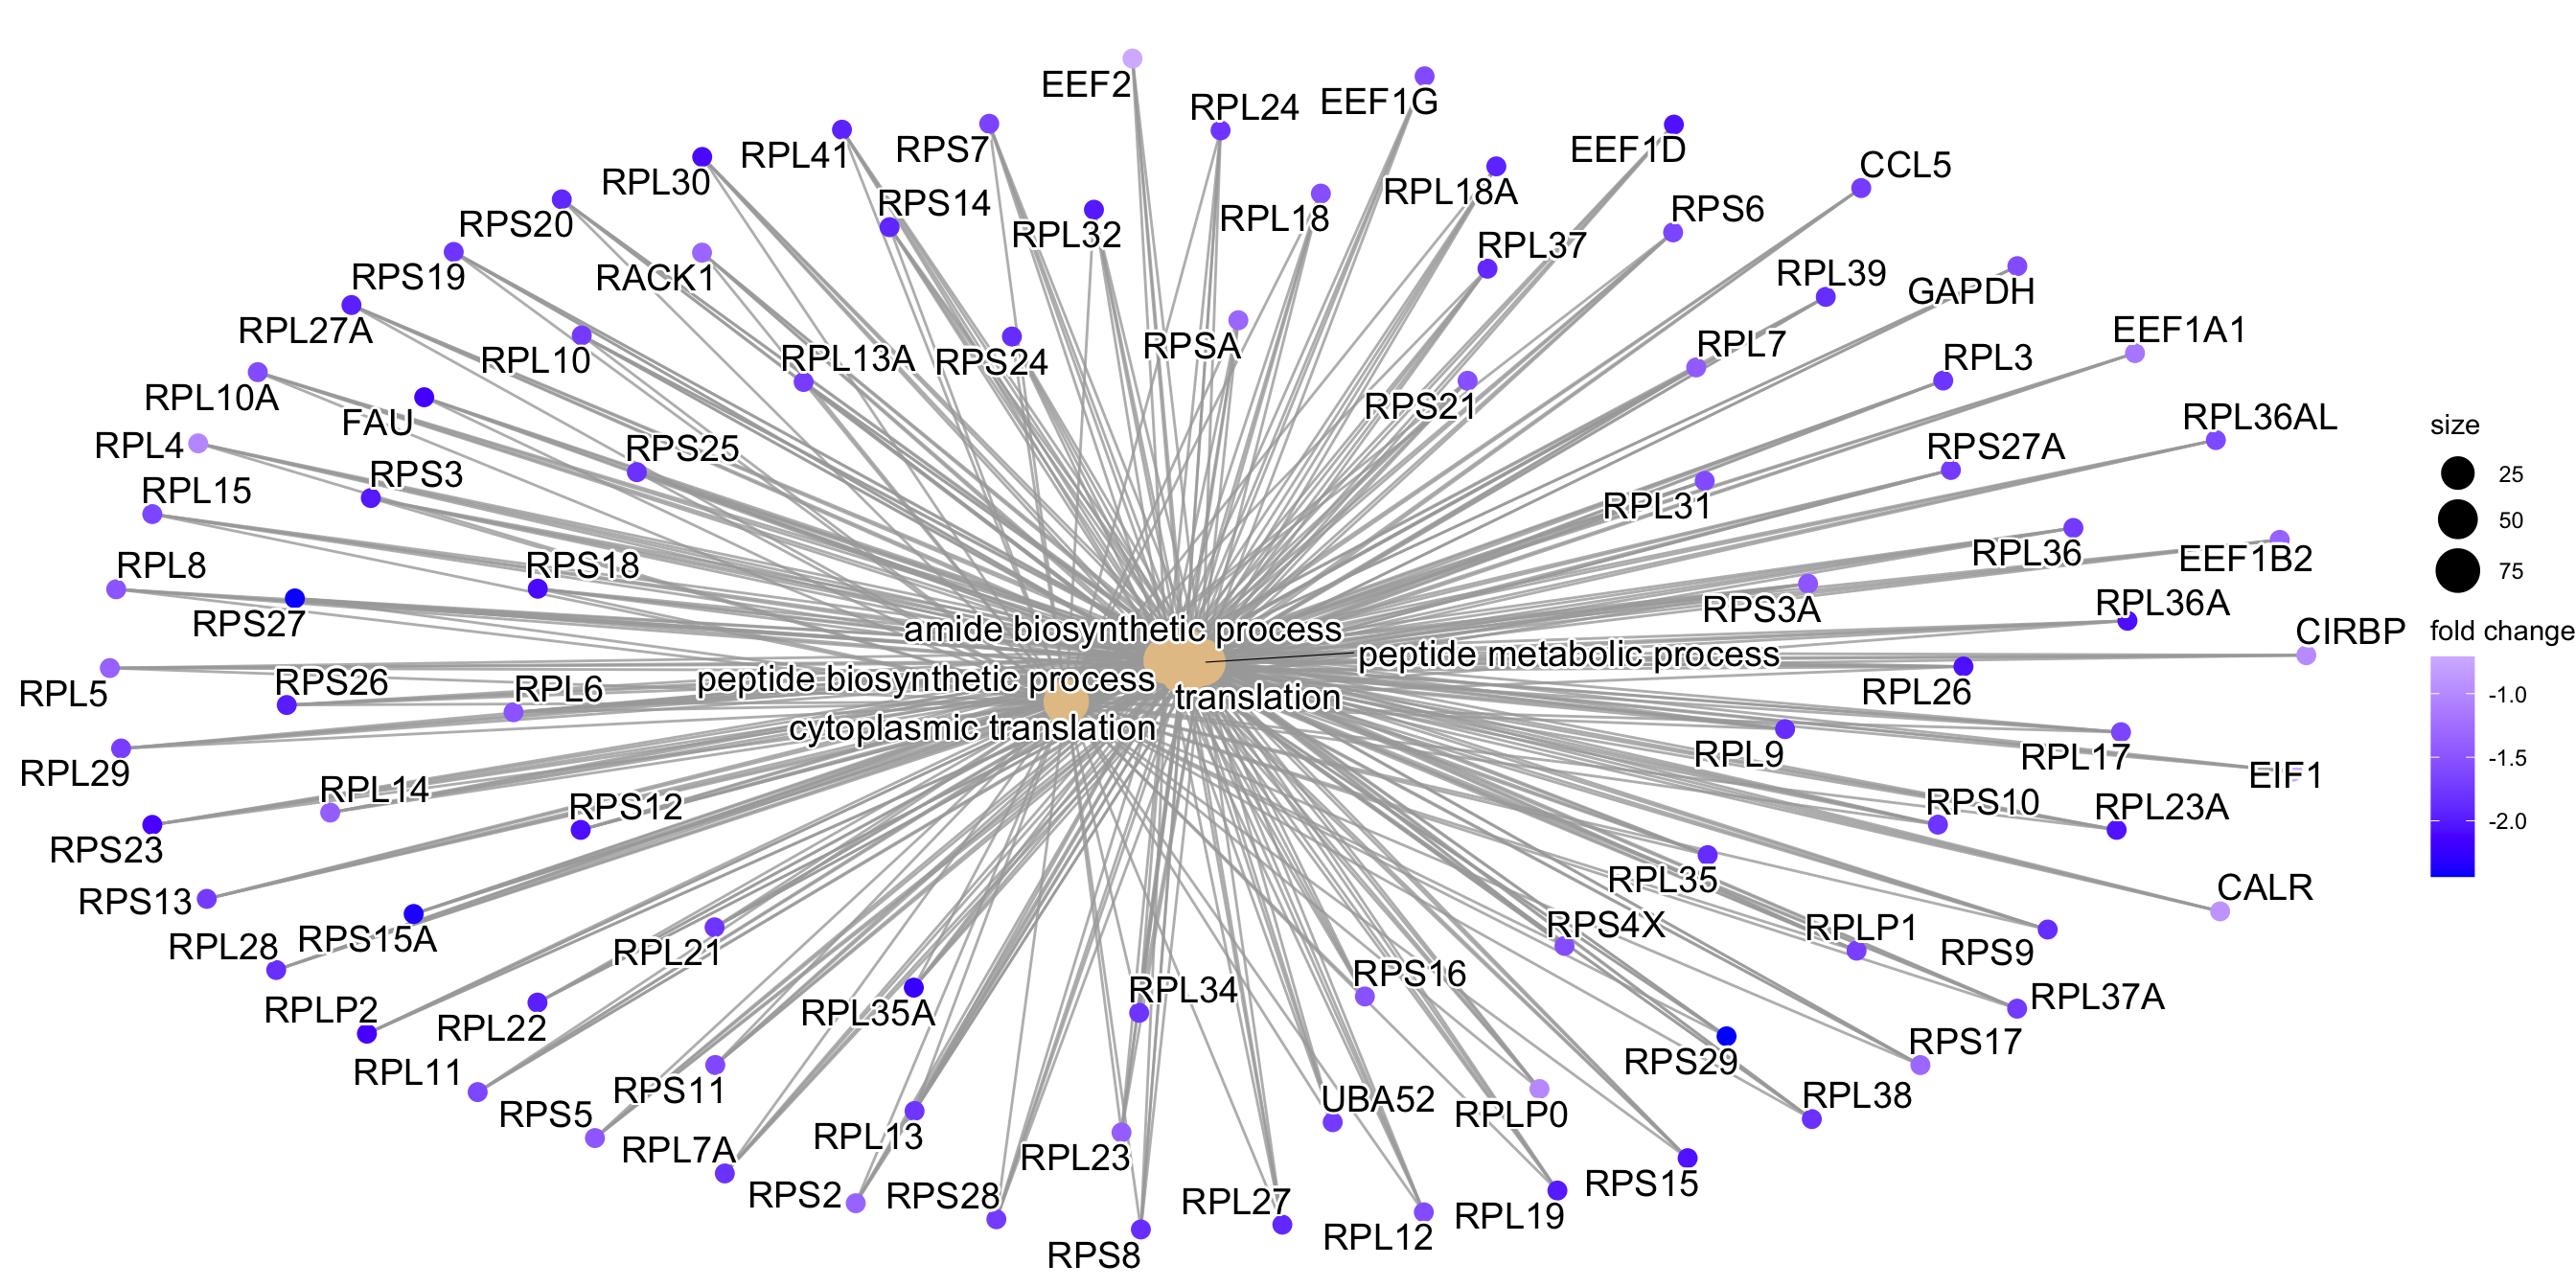 EEF2
EEF1G
RPL24
RPL41
RPS7
EEF1D
CCL5
RPL30
RPS14
RPL18A
RPS20
RPL32
RPL18
RPS6
RPS19
RACK1
RPL37
RPL39
GAPDH
RPL27A
RPL10
RPL13A
RPS24
RPSA
RPL7
EEF1A1
RPL3
RPL10A
FAU
RPS21
RPL36AL
RPL4
RPS25
RPS27A
size
RPS3
25
RPL15
RPL31
50
RPL8
RPS18
RPL36
EEF1B2
75
RPS27
RPS3A
RPL36A
amide biosynthetic process
CIRBP
fold change
peptide metabolic process
peptide biosynthetic process
RPL5
RPS26
RPL6
translation
RPL26
-1.0
cytoplasmic translation
RPL29
RPL9
RPL17
-1.5
EIF1
RPL14
RPS12
RPS10
RPL23A
-2.0
RPS23
RPL35
CALR
RPS13
RPL28
RPS15A
RPL21
RPS4X
RPLP1
RPS9
RPLP2
RPL22
RPL35A
RPL34
RPS16
RPL37A
RPL11
RPS17
RPS29
RPS5
RPS11
UBA52
RPLP0
RPL38
RPL7A
RPL13
RPL23
RPS2
RPS28
RPL27
RPS15
RPL12
RPL19
RPS8